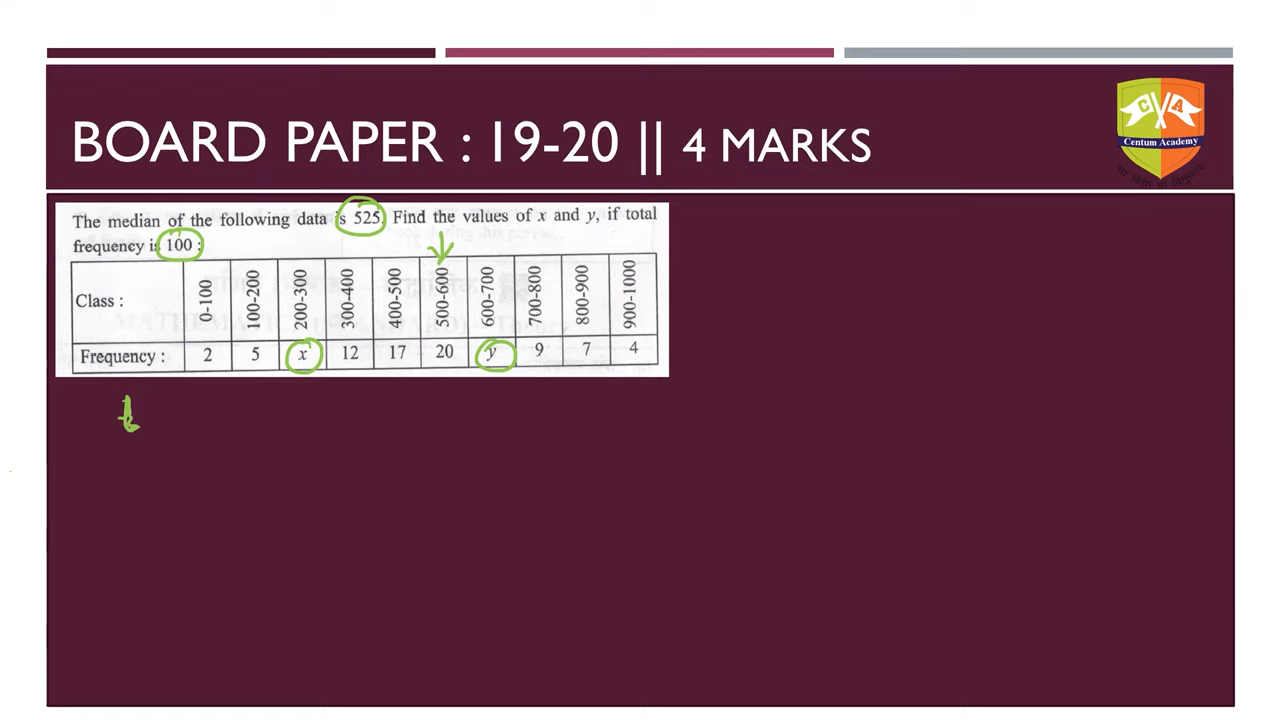 BOARD PAPER : 19-20 || 4 MARKS
C A
Centum Academy
The median of the following data is 525. Find the values of x and y, if total
frequency is 100 :
Class : 0-100 100-200 200-300 300-400 400-500 500-600 600-700 700-800 800-900 900-1000
Frequency : 2 5 x 12 17 20 y 9 7 4